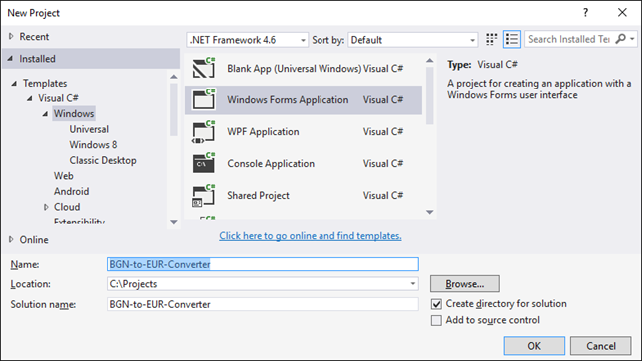 New Project
?
Recent
.NET Framework 4.6
Sort by:
Default
Search Installed Te
Installed
Templates
Visual C#
Windows
Universal
Windows 8
Classic Desktop
Web
Android
Cloud
Extensibility
Online
C#
Blank App (Universal Windows) Visual C#
C#
Windows Forms Application Visual C#
C#
WPF Application Visual C#
C#
C:\
Console Application Visual C#
C#
Shared Project Visual C#
Type: Visual C#
A project for creating an application with a
Windows Forms user interface
Click here to go online and find templates.
Name: BGN-to-EUR-Converter
Location: C:\Projects
Browse...
Solution name: BGN-to-EUR-Converter
Create directory for solution
Add to source control
OK
Cancel